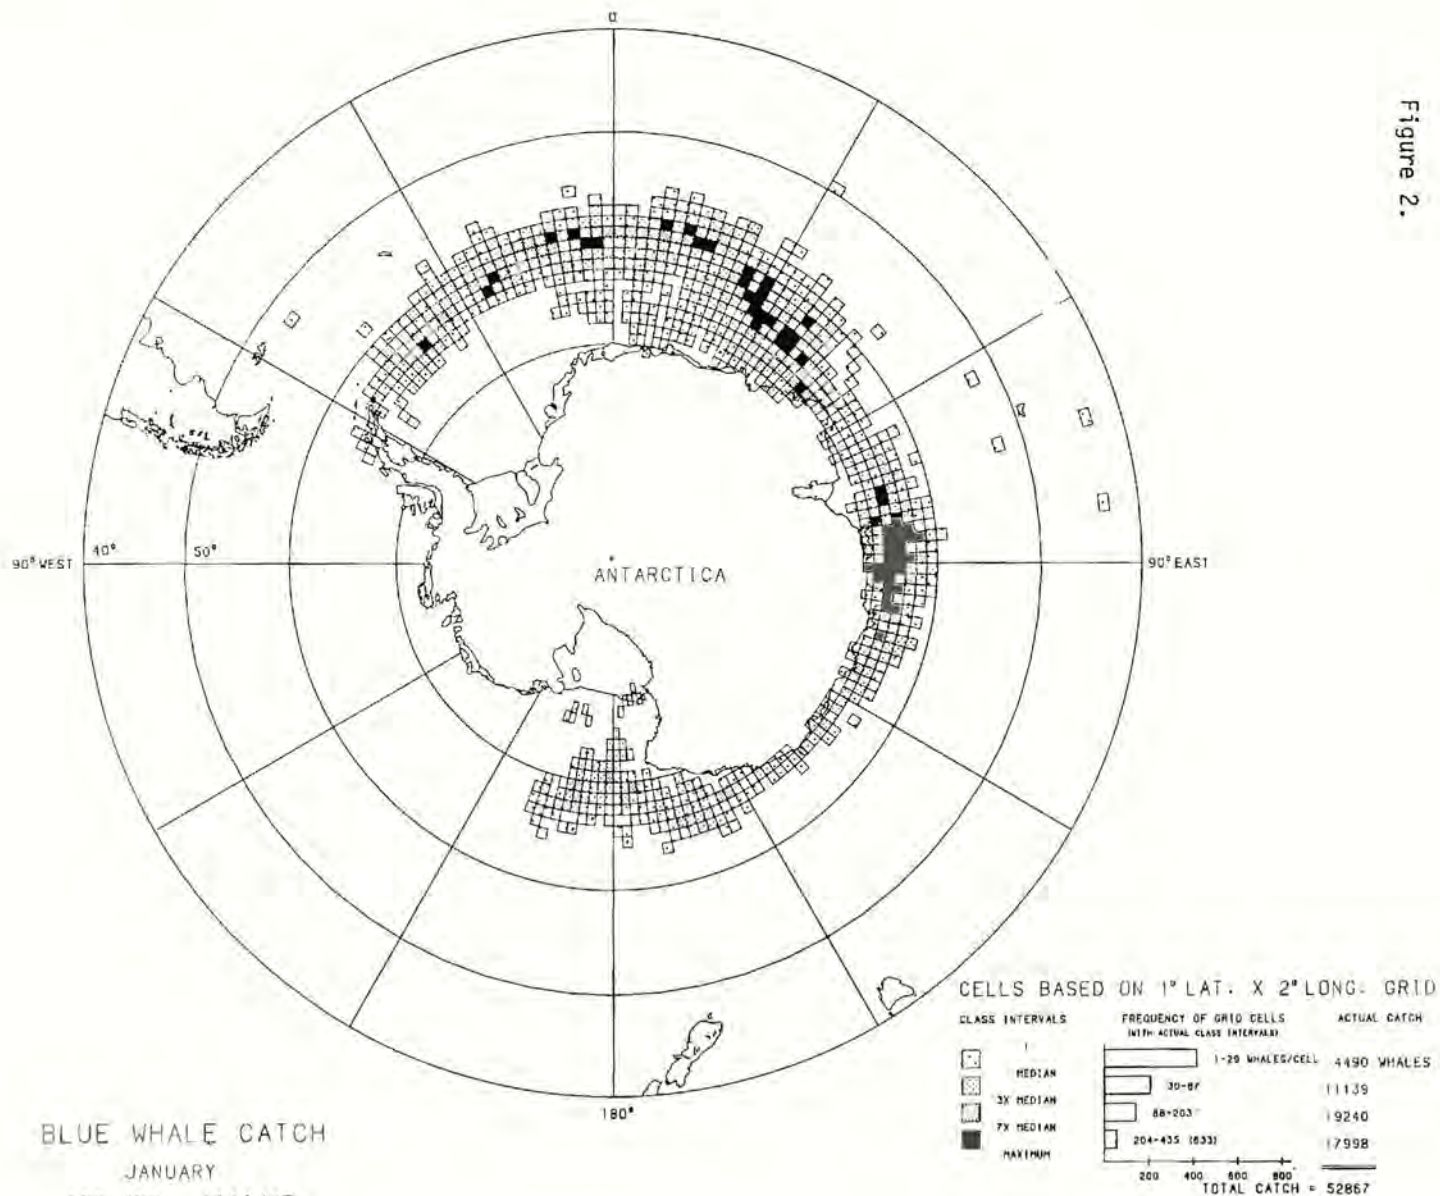 Figure 2.
90° WEST
40°
50°
ANTARCTICA
90° EAST
180°
CELLS BASED ON 1° LAT. X 2° LONG. GRID
CLASS INTERVALS
FREQUENCY OF GRID CELLS
ACTUAL CATCH
(WITH ACTUAL CLASS INTERVALS)
1
1-29 WHALES/CELL
4490 WHALES
MEDIAN
30-87
11139
3X MEDIAN
88-203
19240
7X MEDIAN
204-435 (633)
17998
MAXIMUM
200 400 600 800
TOTAL CATCH = 52867
BLUE WHALE CATCH
JANUARY